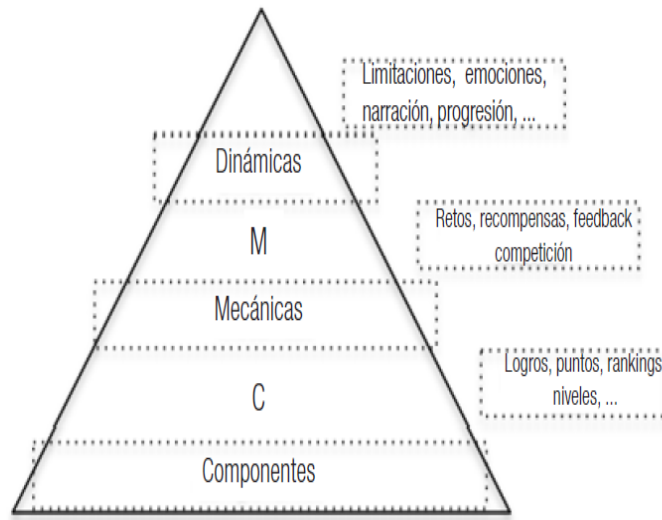 Limitaciones, emociones,
narración, progresión, ...
Dinámicas
M
Retos, recompensas, feedback
competición
Mecánicas
Logros, puntos, rankings
niveles, ...
C
Componentes